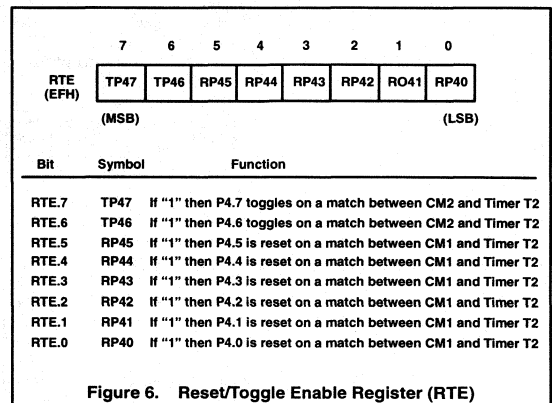 7 6 5 4 3 2 1 0
RTE (EFH) TP47 TP46 RP45 RP44 RP43 RP42 RO41 RP40
(MSB) (LSB)
Bit Symbol Function
RTE.7 TP47 If "1" then P4.7 toggles on a match between CM2 and Timer T2
RTE.6 TP46 If "1" then P4.6 toggles on a match between CM2 and Timer T2
RTE.5 RP45 If "1" then P4.5 is reset on a match between CM1 and Timer T2
RTE.4 RP44 If "1" then P4.4 is reset on a match between CM1 and Timer T2
RTE.3 RP43 If "1" then P4.3 is reset on a match between CM1 and Timer T2
RTE.2 RP42 If "1" then P4.2 is reset on a match between CM1 and Timer T2
RTE.1 RP41 If "1" then P4.1 is reset on a match between CM1 and Timer T2
RTE.0 RP40 If "1" then P4.0 is reset on a match between CM1 and Timer T2
Figure 6. Reset/Toggle Enable Register (RTE)